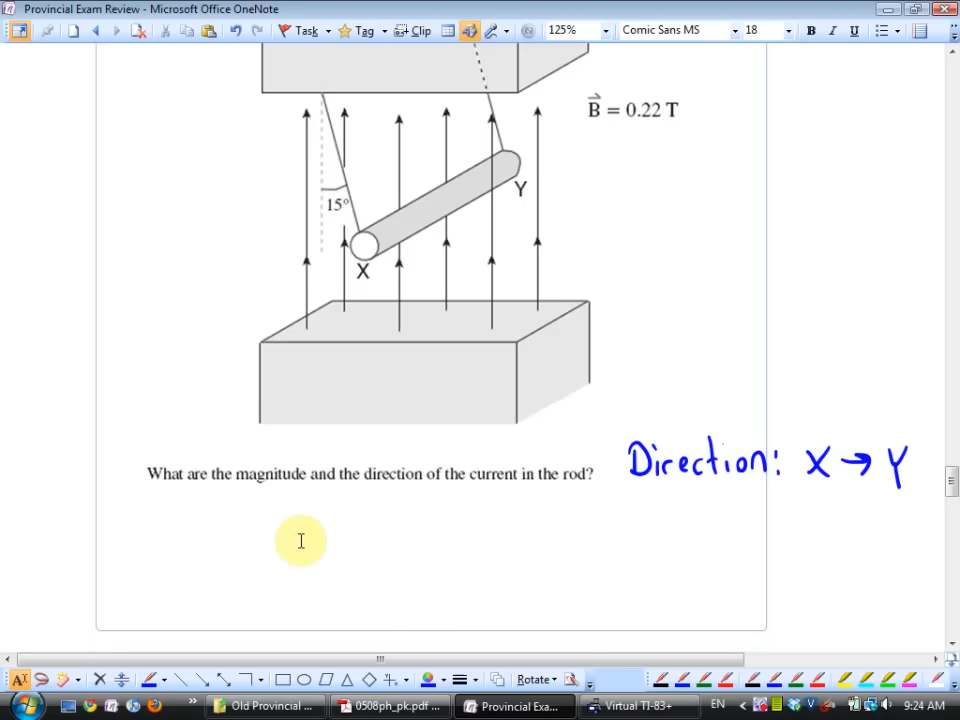 Provincial Exam Review - Microsoft Office OneNote
Task Tag Clip 125% Comic Sans MS 18 B I U
B = 0.22 T
15°
Y
X
What are the magnitude and the direction of the current in the rod?
Direction: X → Y
Rotate
Old Provincial ... 0508ph_pk.pdf ... Provincial Exa... Virtual TI-83+ EN 9:24 AM